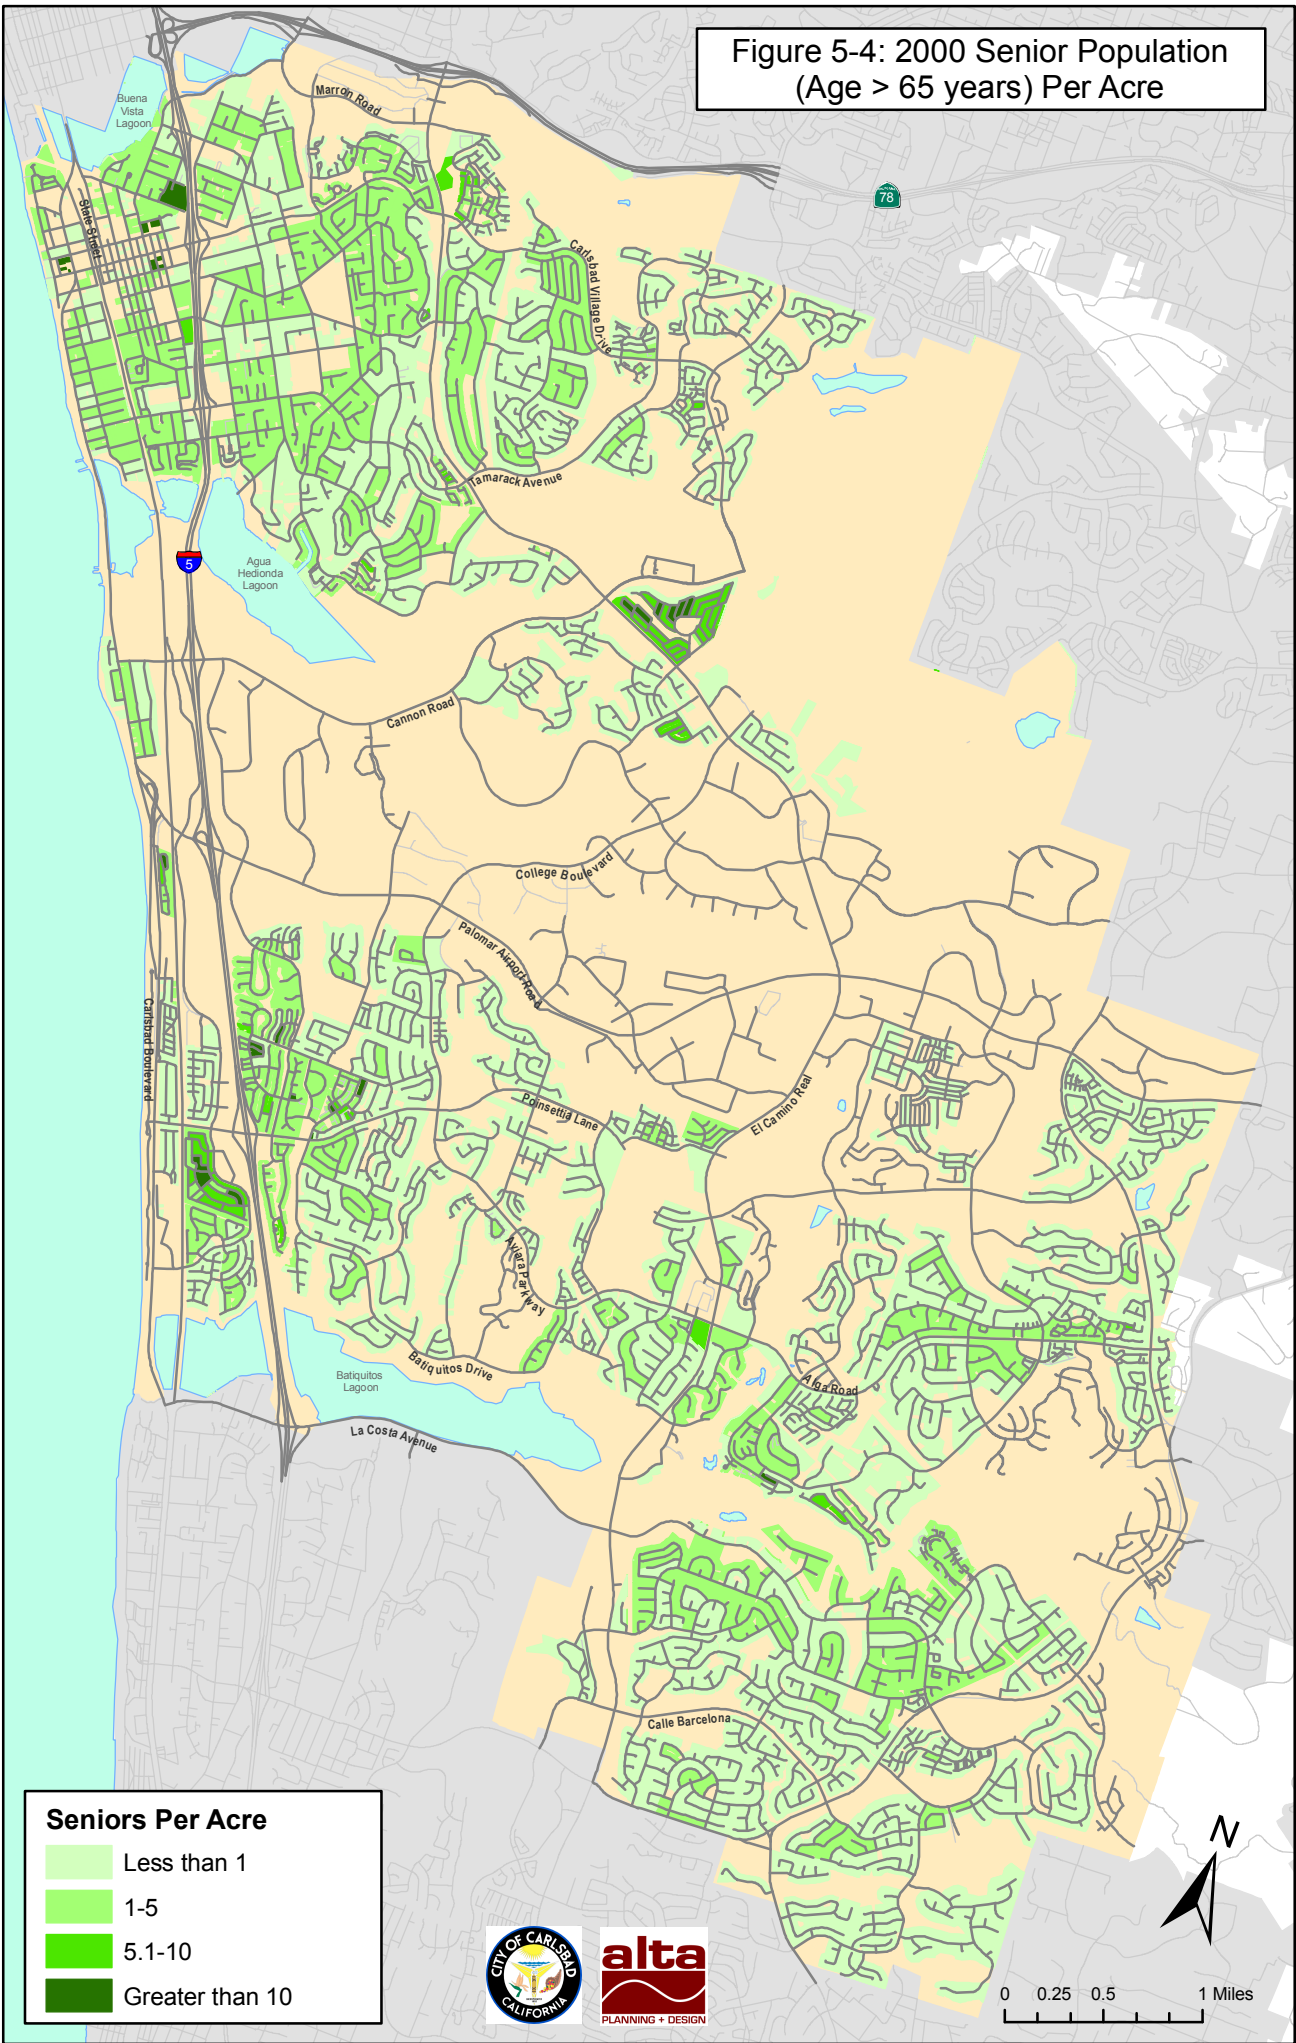 Figure 5-4: 2000 Senior Population
(Age > 65 years) Per Acre
Buena
Vista
Lagoon
Marron Road
78
State Street
Carlsbad Village Drive
Tamarack Avenue
5
Agua
Hedionda
Lagoon
Cannon Road
College Boulevard
Palomar Airport Road
Carlsbad Boulevard
El Camino Real
Poinsettia Lane
Aviara Parkway
Batiquitos Drive
Batiquitos
Lagoon
Alga Road
La Costa Avenue
Calle Barcelona
Seniors Per Acre
Less than 1
1-5
5.1-10
Greater than 10
N
CITY OF CARLSBAD
CALIFORNIA
alta
PLANNING + DESIGN
0 0.25 0.5 1 Miles